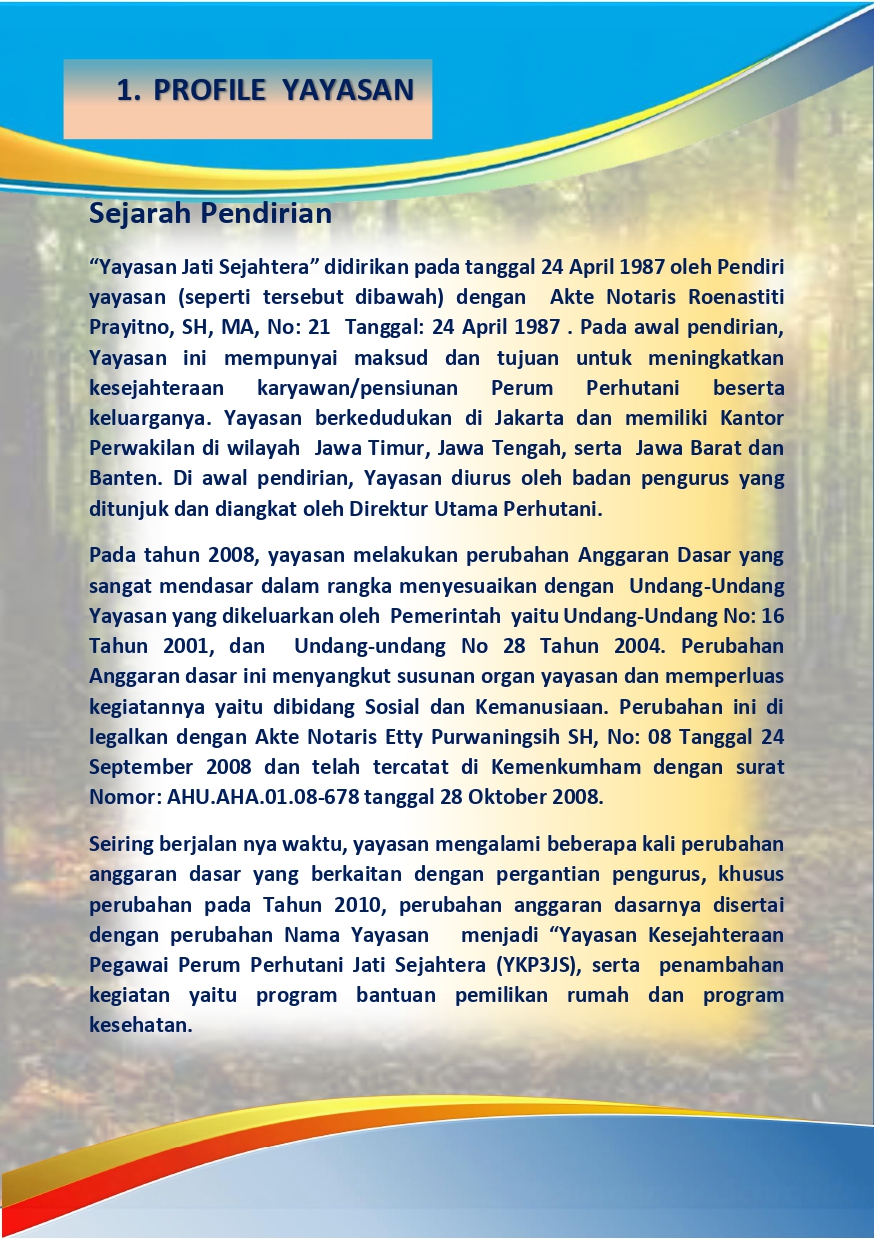 1. PROFILE YAYASAN
Sejarah Pendirian
“Yayasan Jati Sejahtera” didirikan pada tanggal 24 April 1987 oleh Pendiri
yayasan (seperti tersebut dibawah) dengan Akte Notaris Roenastiti
Prayitno, SH, MA, No: 21 Tanggal: 24 April 1987 . Pada awal pendirian,
Yayasan ini mempunyai maksud dan tujuan untuk meningkatkan
kesejahteraan karyawan/pensiunan Perum Perhutani beserta
keluarganya. Yayasan berkedudukan di Jakarta dan memiliki Kantor
Perwakilan di wilayah Jawa Timur, Jawa Tengah, serta Jawa Barat dan
Banten. Di awal pendirian, Yayasan diurus oleh badan pengurus yang
ditunjuk dan diangkat oleh Direktur Utama Perhutani.
Pada tahun 2008, yayasan melakukan perubahan Anggaran Dasar yang
sangat mendasar dalam rangka menyesuaikan dengan Undang-Undang
Yayasan yang dikeluarkan oleh Pemerintah yaitu Undang-Undang No: 16
Tahun 2001, dan Undang-undang No 28 Tahun 2004. Perubahan
Anggaran dasar ini menyangkut susunan organ yayasan dan memperluas
kegiatannya yaitu dibidang Sosial dan Kemanusiaan. Perubahan ini di
legalkan dengan Akte Notaris Etty Purwaningsih SH, No: 08 Tanggal 24
September 2008 dan telah tercatat di Kemenkumham dengan surat
Nomor: AHU.AHA.01.08-678 tanggal 28 Oktober 2008.
Seiring berjalan nya waktu, yayasan mengalami beberapa kali perubahan
anggaran dasar yang berkaitan dengan pergantian pengurus, khusus
perubahan pada Tahun 2010, perubahan anggaran dasarnya disertai
dengan perubahan Nama Yayasan menjadi “Yayasan Kesejahteraan
Pegawai Perum Perhutani Jati Sejahtera (YKP3JS), serta penambahan
kegiatan yaitu program bantuan pemilikan rumah dan program
kesehatan.